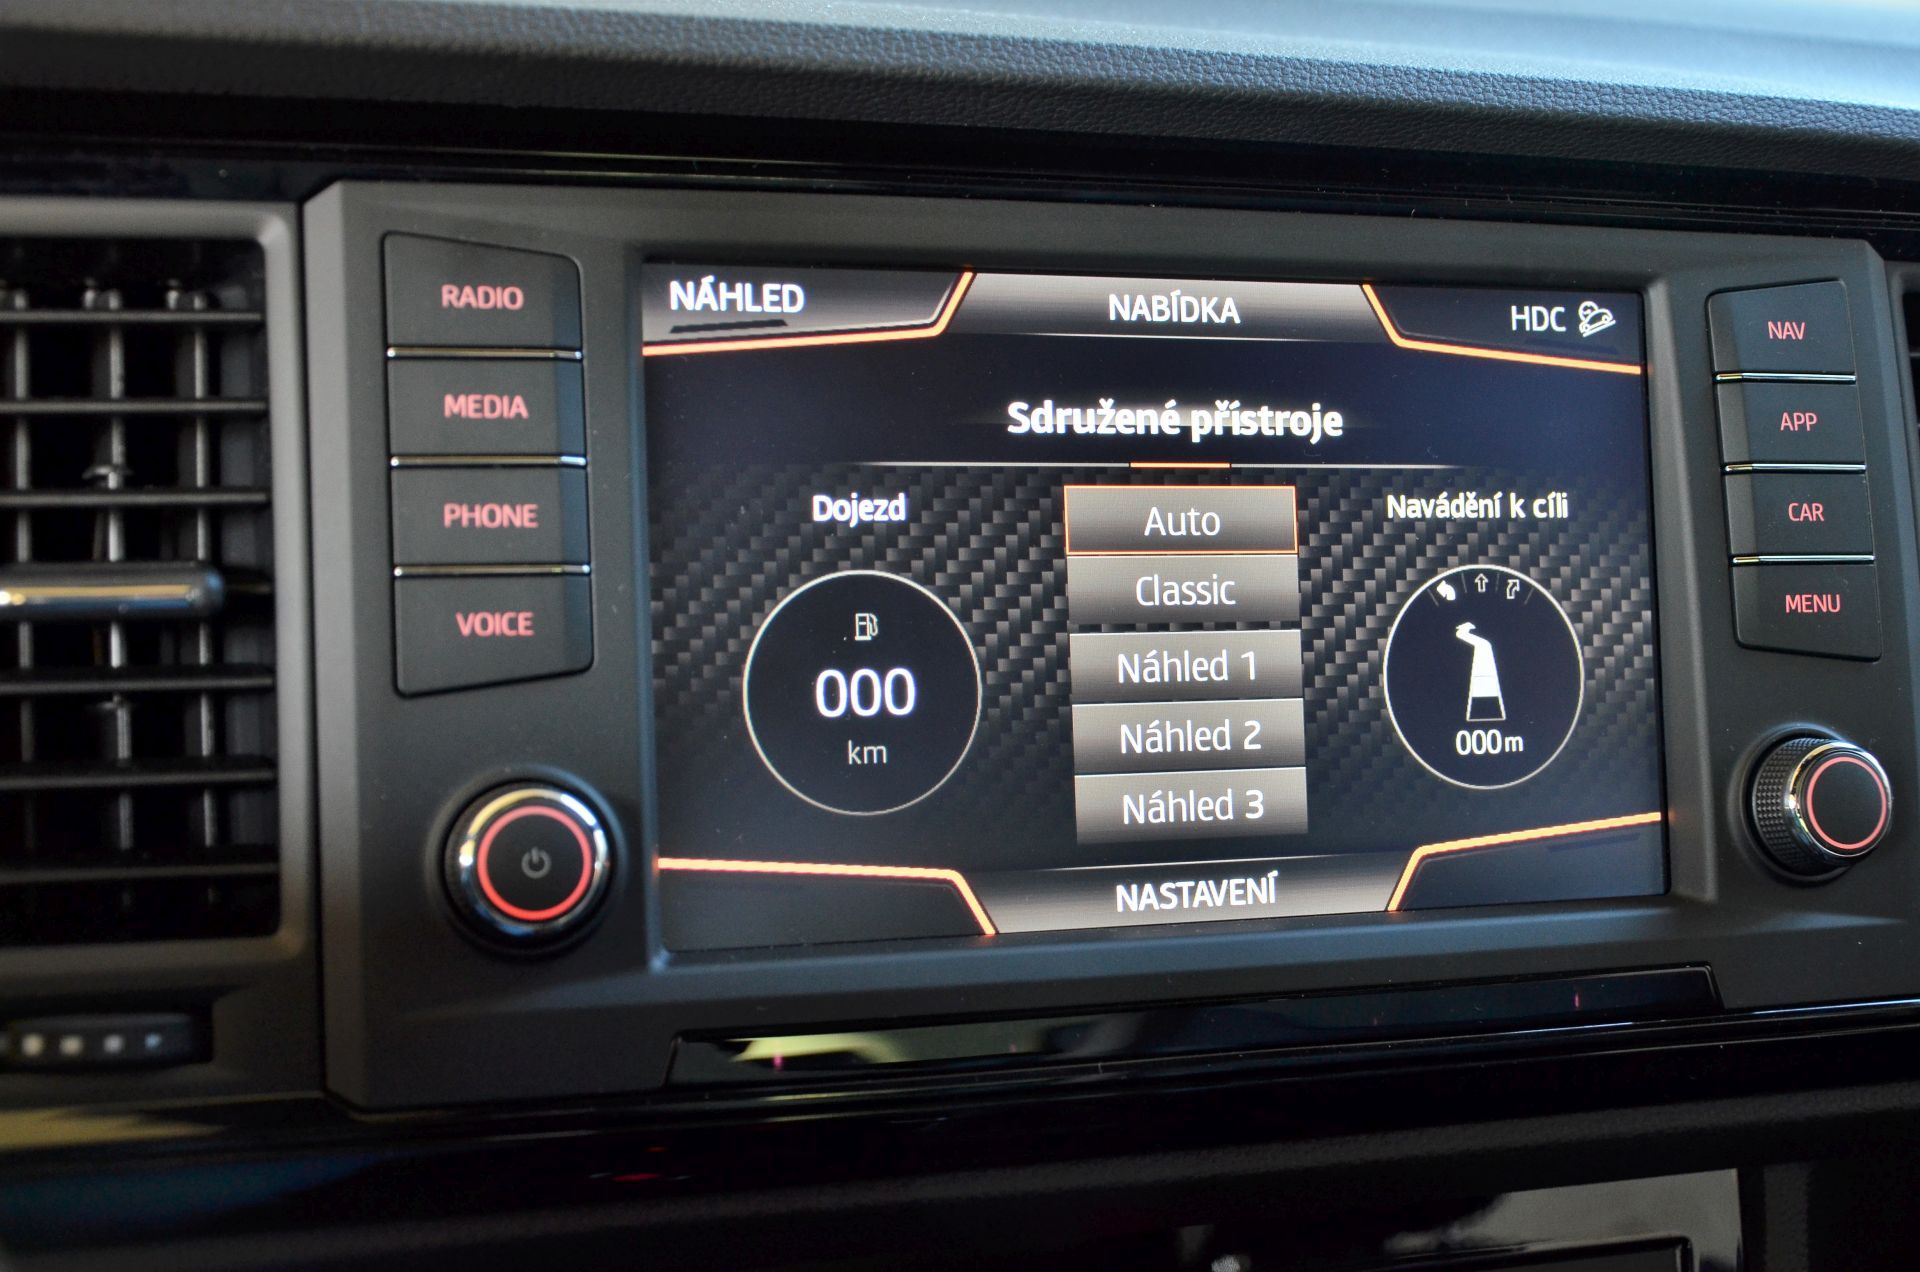 RADIO
MEDIA
PHONE
VOICE
NÁHLED
NABÍDKA
HDC
Sdružené přístroje
Dojezd
000
km
Auto
Classic
Náhled 1
Náhled 2
Náhled 3
Navádění k cíli
000 m
NASTAVENÍ
NAV
APP
CAR
MENU